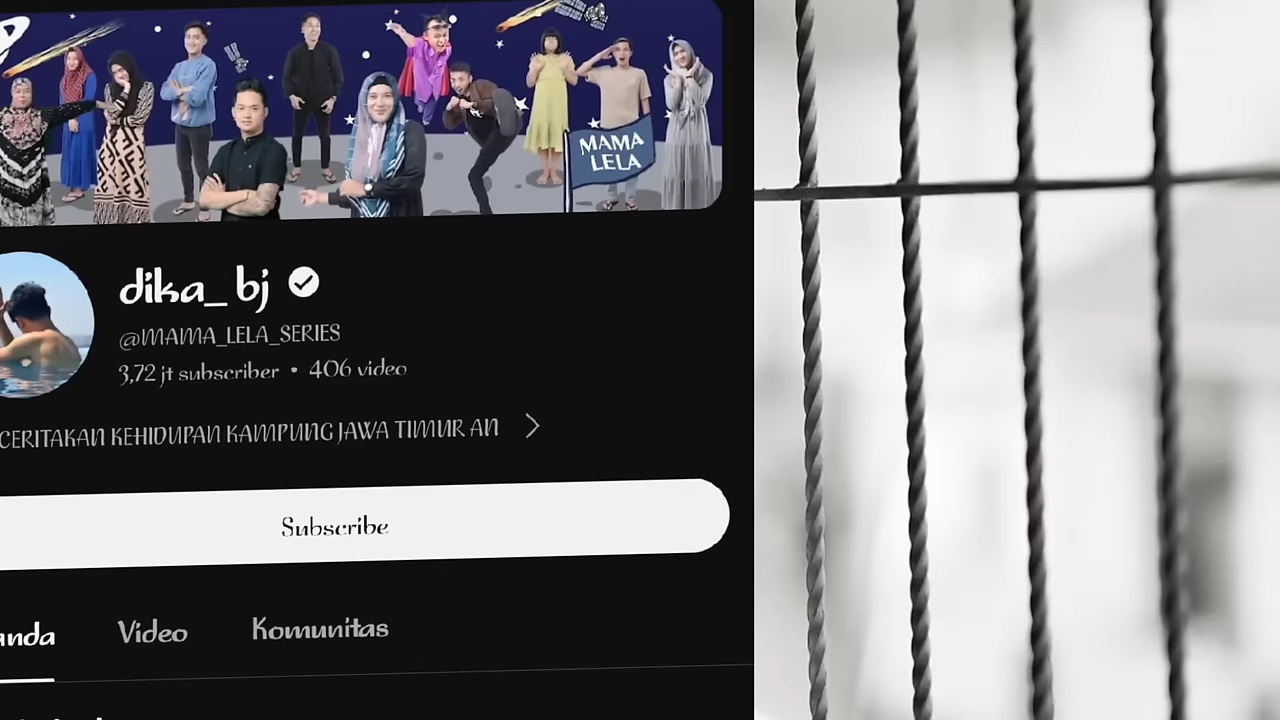 MAMA
LELA
dika_bj
@MAMA_LELA_SERIES
3,72 jt subscriber • 406 video
CERITAKAN KEHIDUPAN KAMPUNG JAWA TIMUR AN
Subscribe
anda
Video
Komunitas